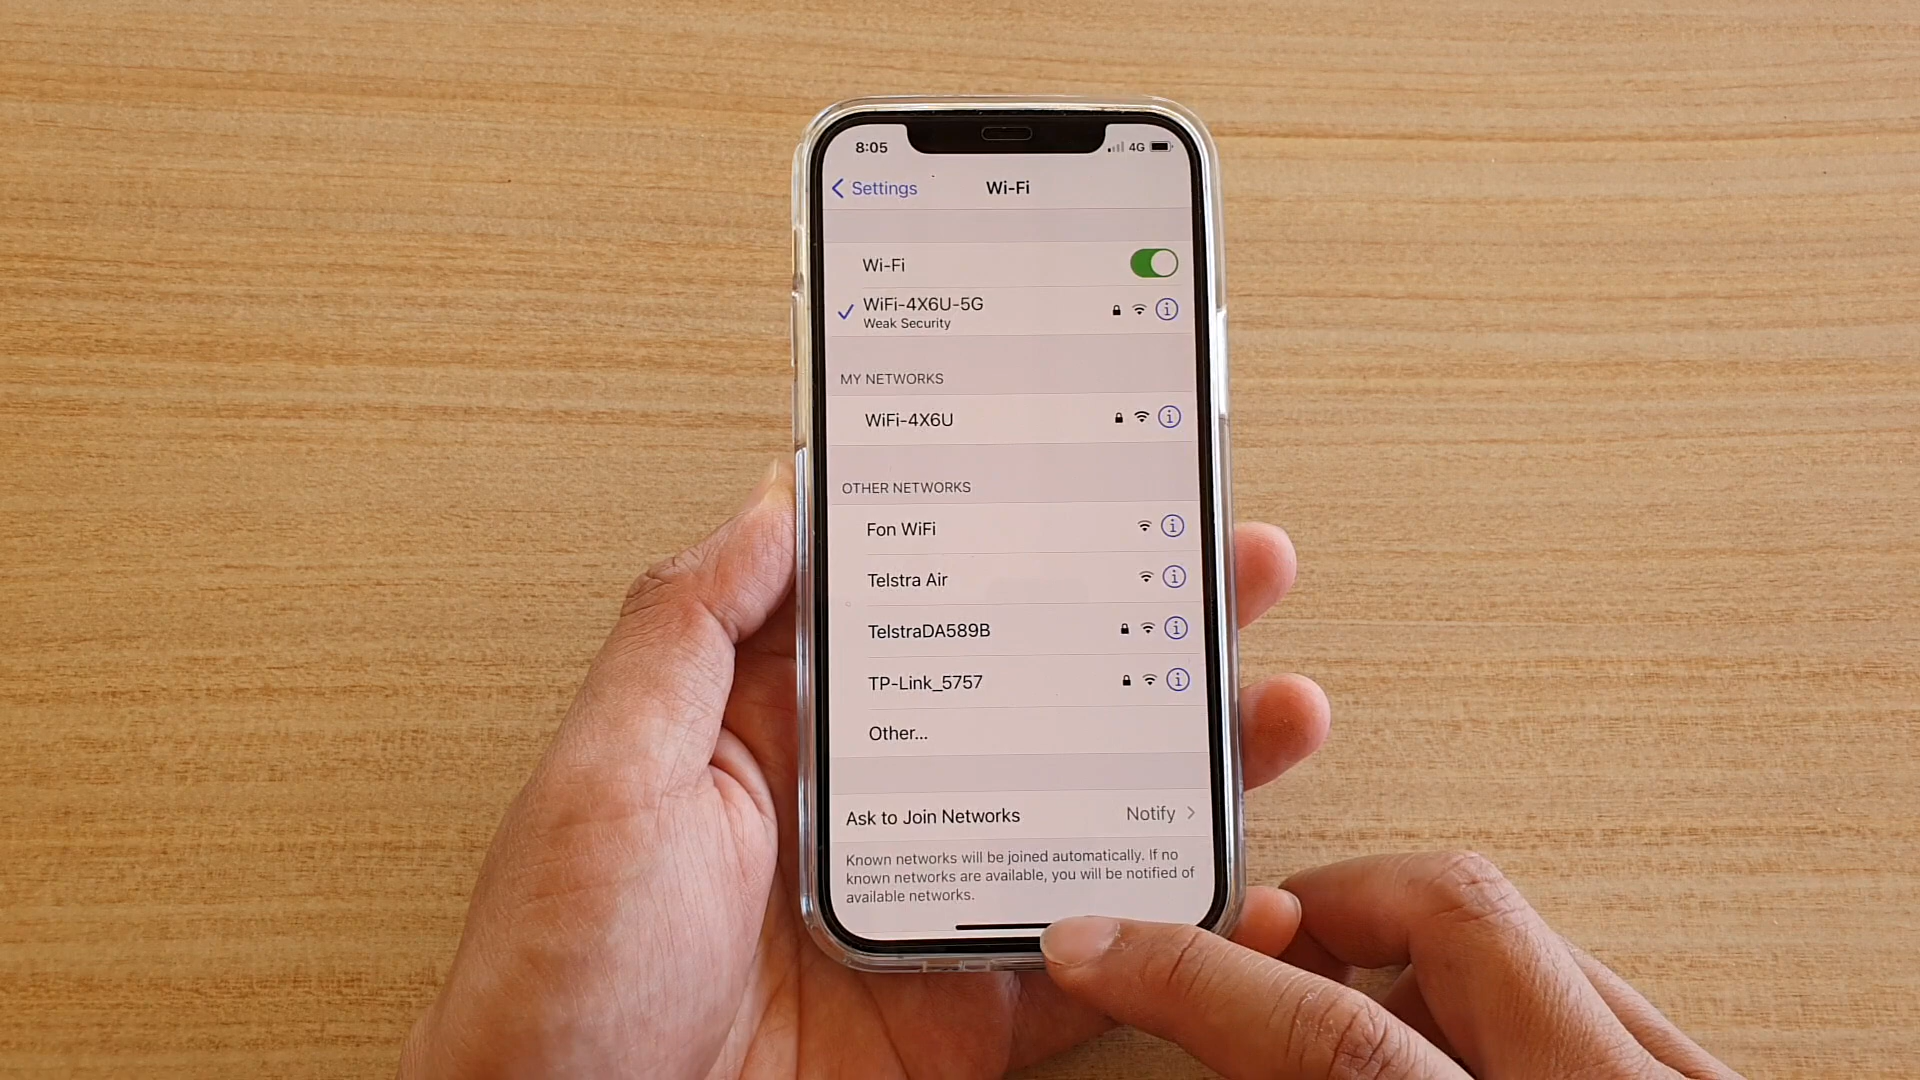 8:05
4G
Settings
Wi-Fi
Wi-Fi
WiFi-4X6U-5G
Weak Security
MY NETWORKS
WiFi-4X6U
OTHER NETWORKS
Fon WiFi
Telstra Air
TelstraDA589B
TP-Link_5757
Other...
Ask to Join Networks Notify
Known networks will be joined automatically. If no
known networks are available, you will be notified of
available networks.